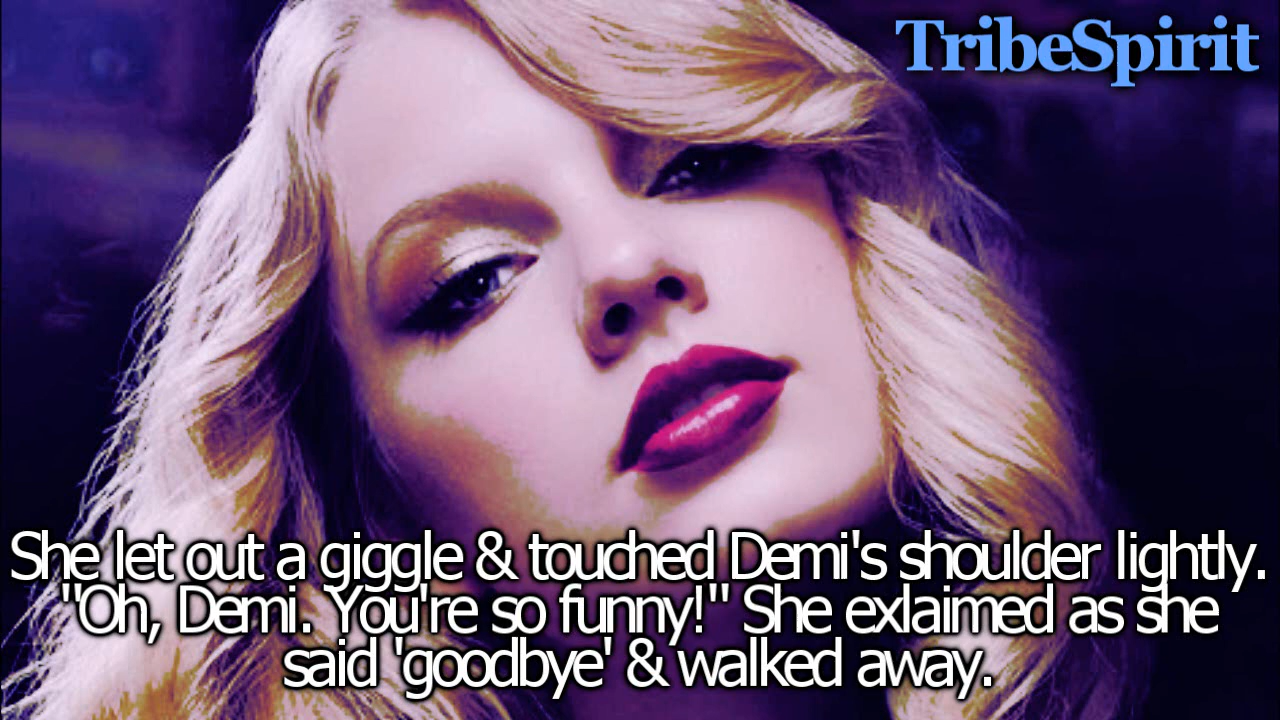 TribeSpirit
She let out a giggle & touched Demi's shoulder lightly.
"Oh, Demi. You're so funny!" She exlaimed as she
said 'goodbye' & walked away.